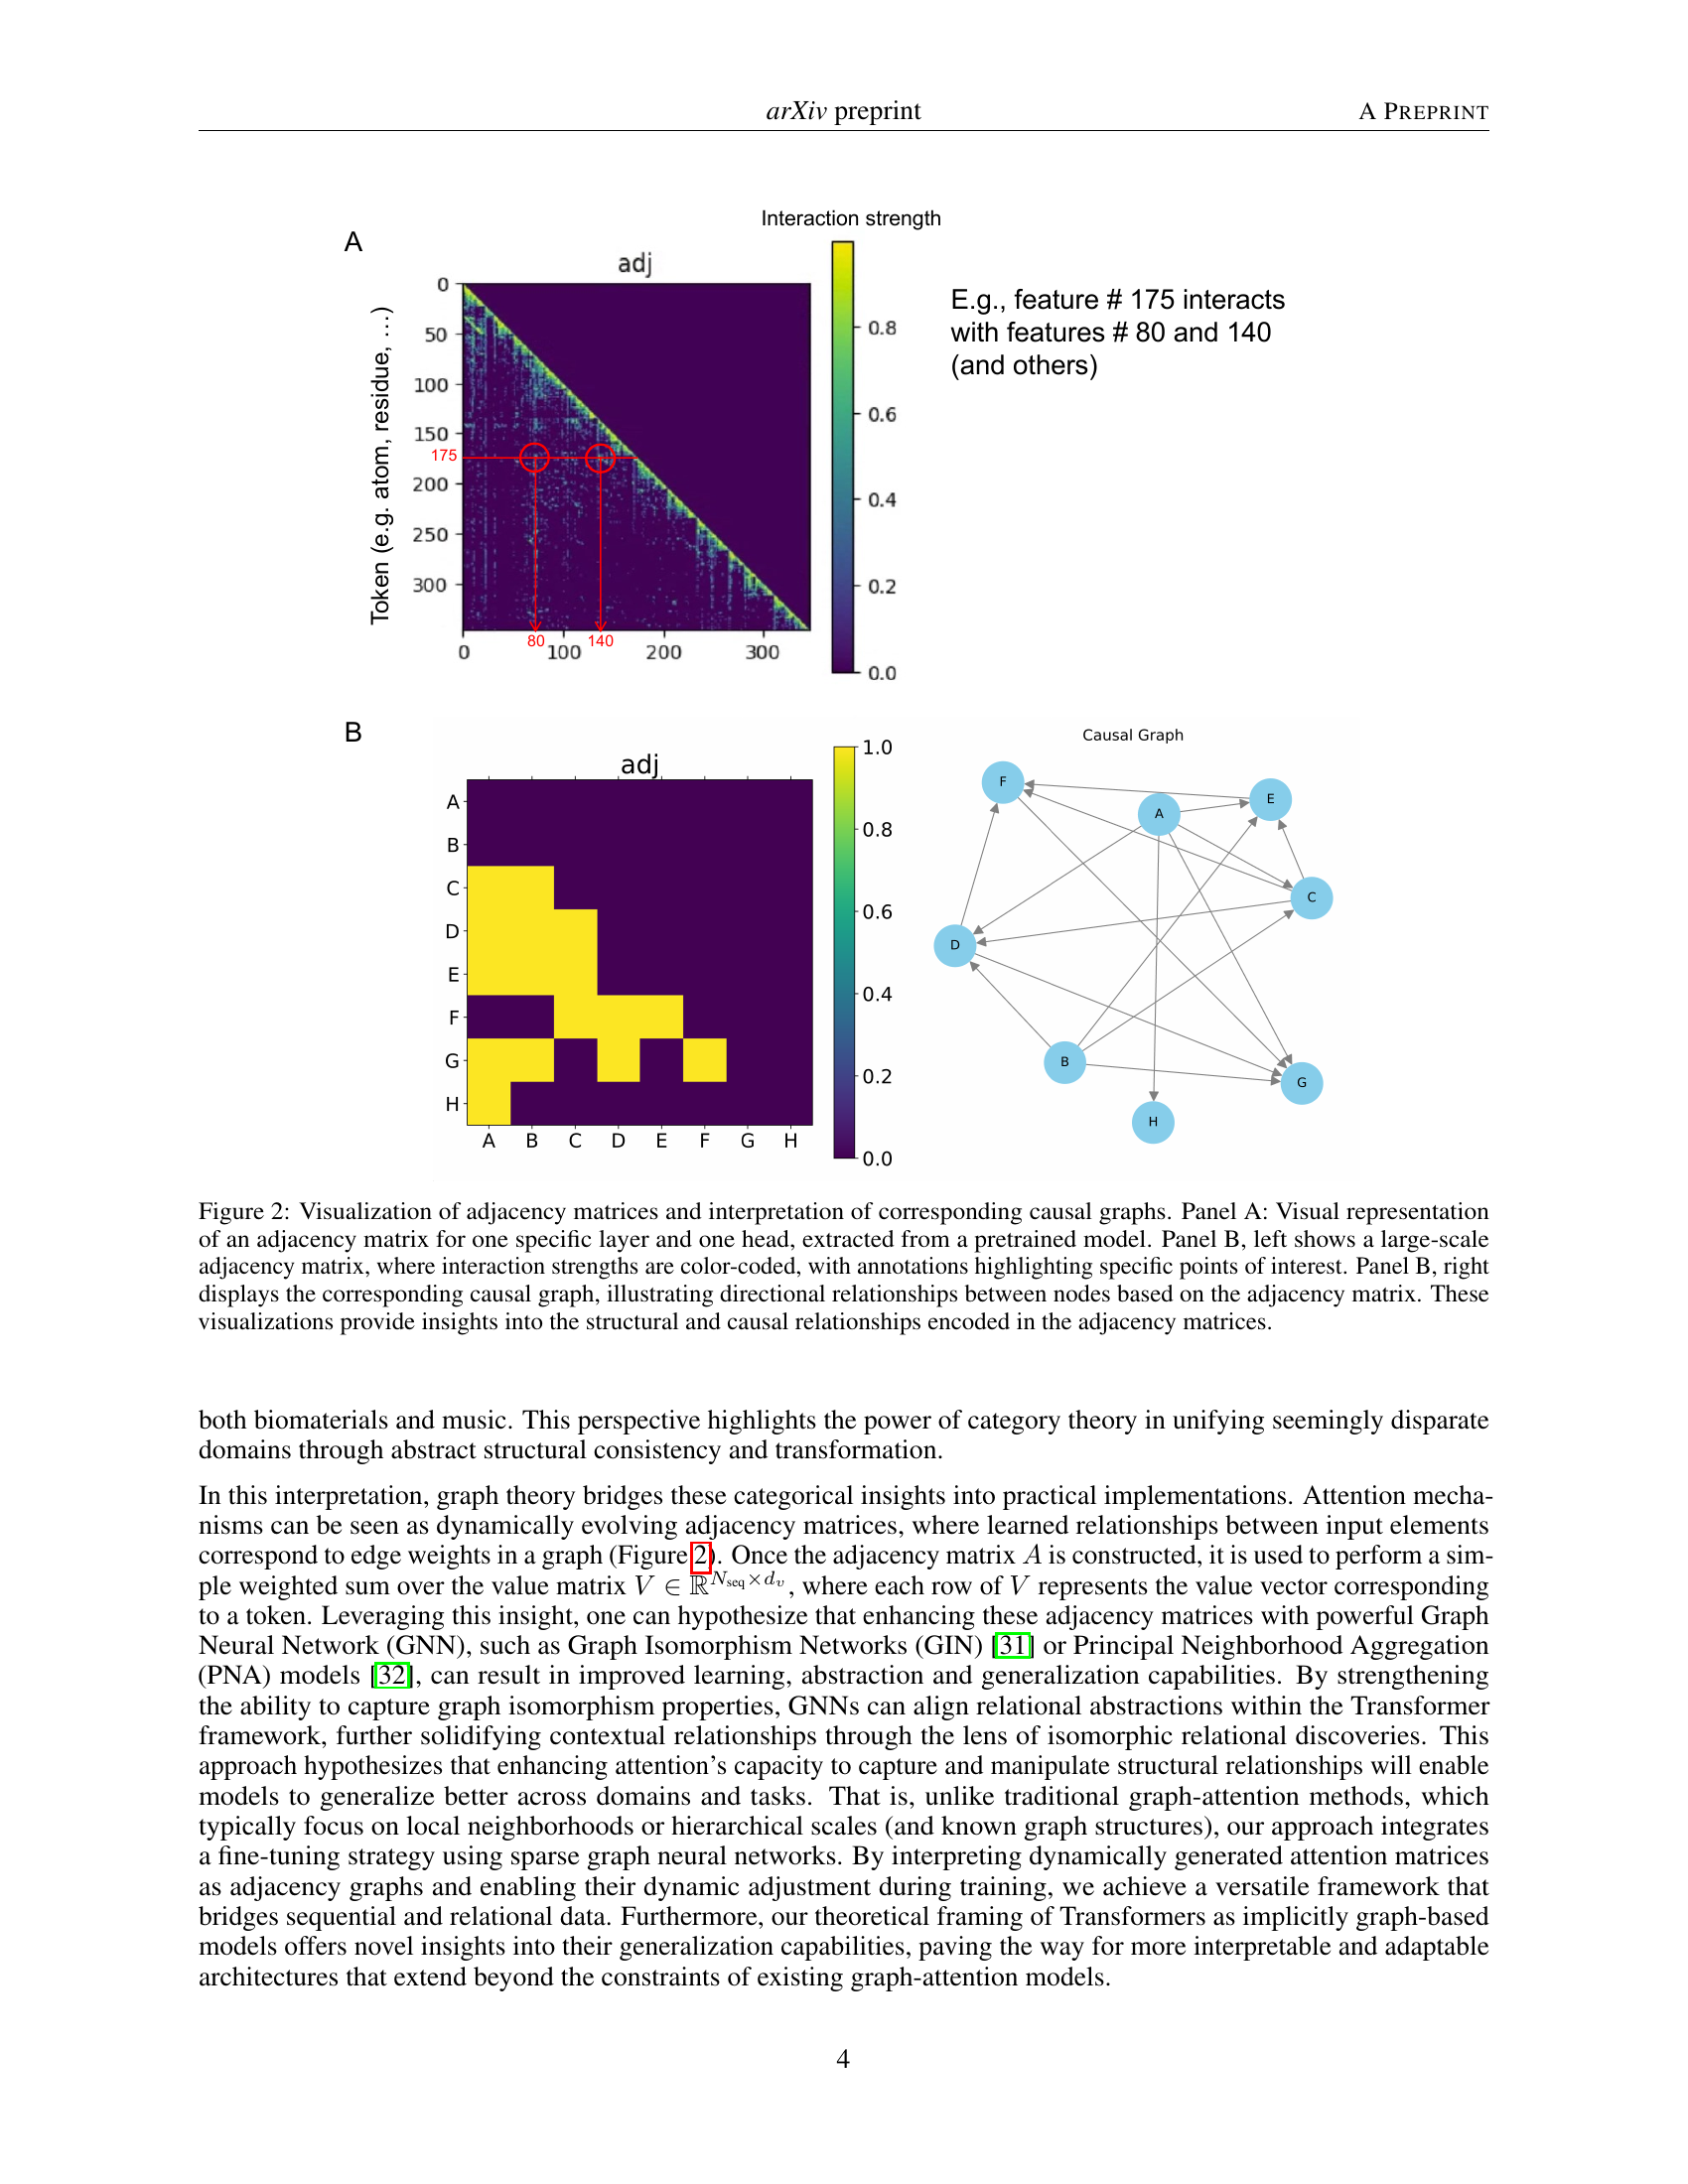 arXiv preprint
A PREPRINT
A
Interaction strength
adj
E.g., feature # 175 interacts
with features # 80 and 140
(and others)
Token (e.g. atom, residue, …)
0
50
100
150
175
200
250
300
80
140
0
100
200
300
0.8
0.6
0.4
0.2
0.0
B
adj
A
B
C
D
E
F
G
H
A B C D E F G H
1.0
0.8
0.6
0.4
0.2
0.0
Causal Graph
F
A
E
C
D
B
G
H
Figure 2: Visualization of adjacency matrices and interpretation of corresponding causal graphs. Panel A: Visual representation
of an adjacency matrix for one specific layer and one head, extracted from a pretrained model. Panel B, left shows a large-scale
adjacency matrix, where interaction strengths are color-coded, with annotations highlighting specific points of interest. Panel B, right
displays the corresponding causal graph, illustrating directional relationships between nodes based on the adjacency matrix. These
visualizations provide insights into the structural and causal relationships encoded in the adjacency matrices.
both biomaterials and music. This perspective highlights the power of category theory in unifying seemingly disparate
domains through abstract structural consistency and transformation.
In this interpretation, graph theory bridges these categorical insights into practical implementations. Attention mecha-
nisms can be seen as dynamically evolving adjacency matrices, where learned relationships between input elements
correspond to edge weights in a graph (Figure 2). Once the adjacency matrix A is constructed, it is used to perform a sim-
ple weighted sum over the value matrix V ∈ ℝ^{N_seq×d_v}, where each row of V represents the value vector corresponding
to a token. Leveraging this insight, one can hypothesize that enhancing these adjacency matrices with powerful Graph
Neural Network (GNN), such as Graph Isomorphism Networks (GIN) [31] or Principal Neighborhood Aggregation
(PNA) models [32], can result in improved learning, abstraction and generalization capabilities. By strengthening
the ability to capture graph isomorphism properties, GNNs can align relational abstractions within the Transformer
framework, further solidifying contextual relationships through the lens of isomorphic relational discoveries. This
approach hypothesizes that enhancing attention's capacity to capture and manipulate structural relationships will enable
models to generalize better across domains and tasks. That is, unlike traditional graph-attention methods, which
typically focus on local neighborhoods or hierarchical scales (and known graph structures), our approach integrates
a fine-tuning strategy using sparse graph neural networks. By interpreting dynamically generated attention matrices
as adjacency graphs and enabling their dynamic adjustment during training, we achieve a versatile framework that
bridges sequential and relational data. Furthermore, our theoretical framing of Transformers as implicitly graph-based
models offers novel insights into their generalization capabilities, paving the way for more interpretable and adaptable
architectures that extend beyond the constraints of existing graph-attention models.
4